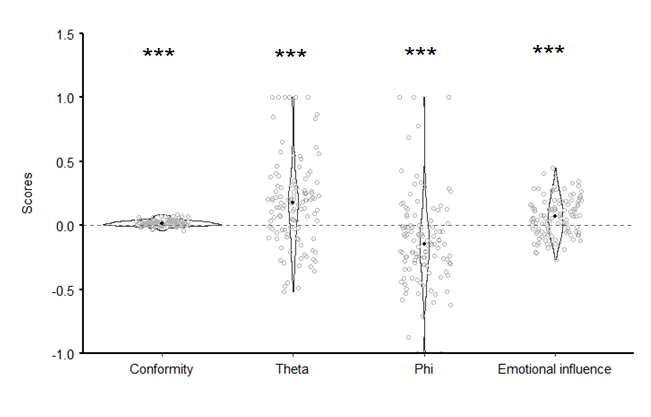 1.5
*** *** *** ***
1.0
0.5
Scores
0.0
-0.5
-1.0
Conformity Theta Phi Emotional influence